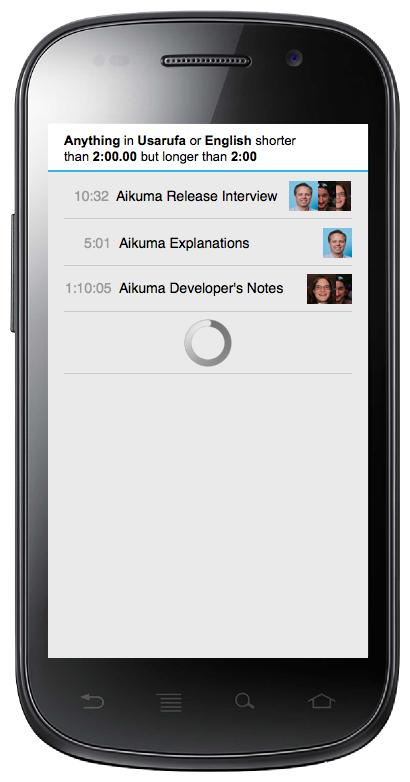 Anything in Usarufa or English shorter
than 2:00.00 but longer than 2:00
10:32 Aikuma Release Interview
5:01 Aikuma Explanations
1:10:05 Aikuma Developer's Notes